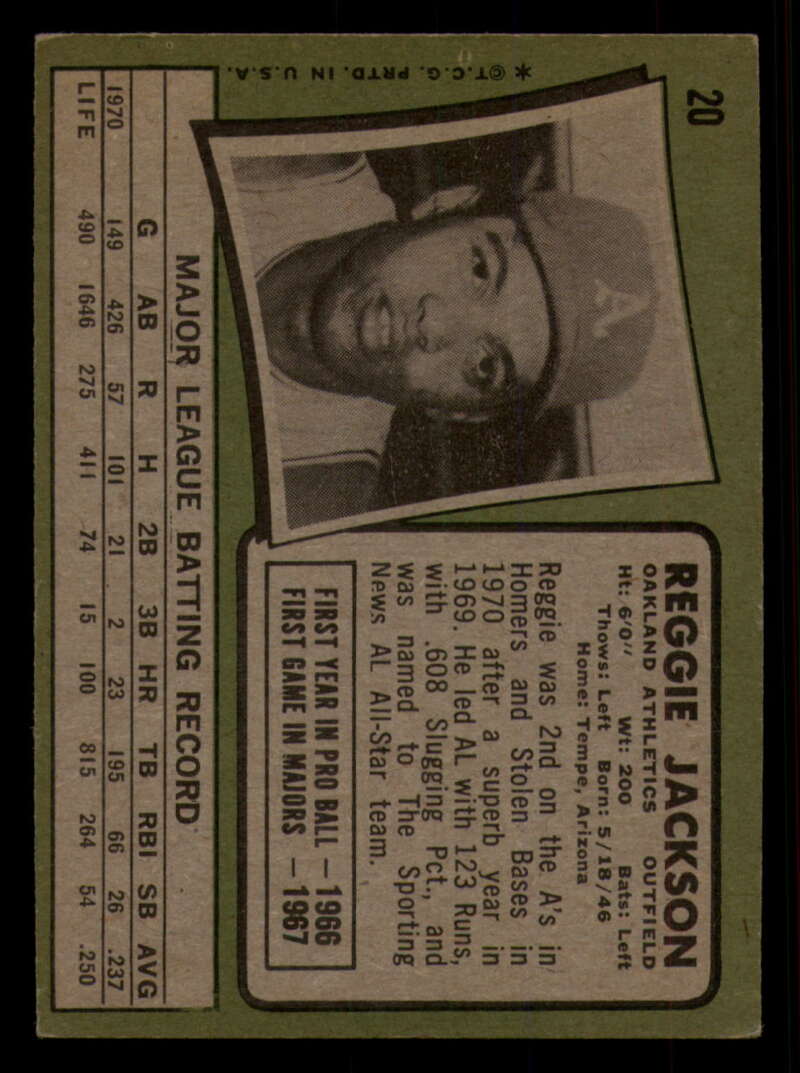 20
REGGIE JACKSON
OAKLAND ATHLETICS OUTFIELD
Ht: 6'0" Wt: 200 Bats: Left
Thows: Left Born: 5/18/46
Home: Tempe, Arizona
Reggie was 2nd on the A's in
Homers and Stolen Bases in
1970 after a superb year in
1969. He led AL with 123 Runs,
with .608 Slugging Pct., and
was named to The Sporting
News AL All-Star team.
FIRST YEAR IN PRO BALL — 1966
FIRST GAME IN MAJORS — 1967
A
*©T.C.G. PRTD. IN U.S.A.
MAJOR LEAGUE BATTING RECORD
G AB R H 2B 3B HR TB RBI SB AVG
1970 149 426 57 101 21 2 23 195 66 26 .237
LIFE 490 1646 275 411 74 15 100 815 264 54 .250